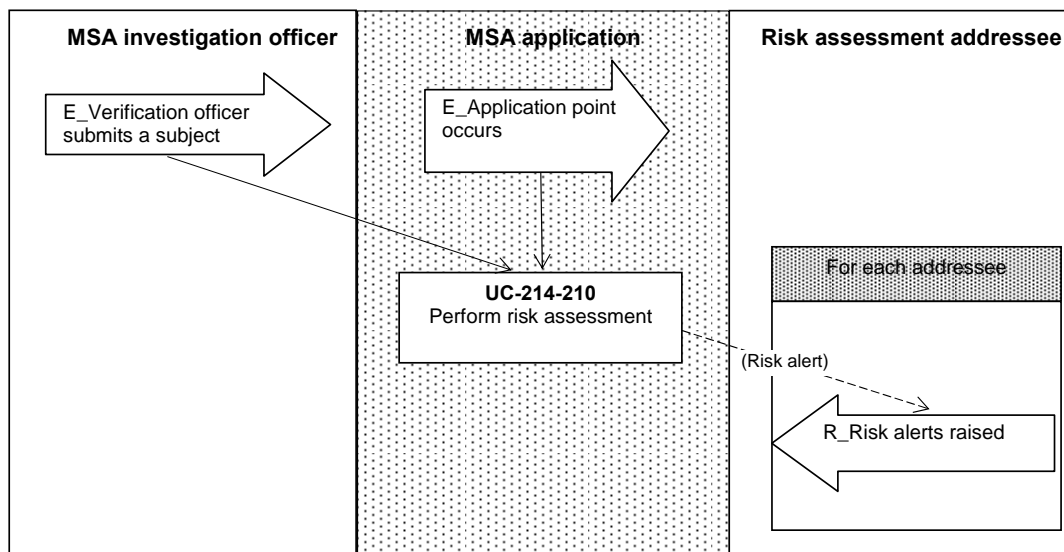 MSA investigation officer
MSA application
Risk assessment addressee
E_Verification officer
submits a subject
E_Application point
occurs
For each addressee
UC-214-210
Perform risk assessment
(Risk alert)
R_Risk alerts raised